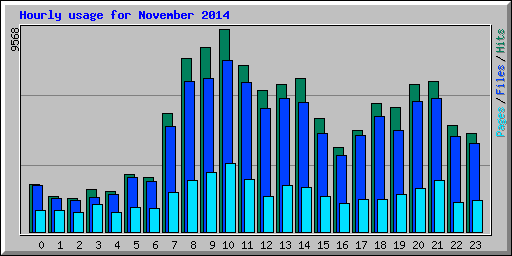 Hourly usage for November 2014
9568
Pages / Files / Hits
0 1 2 3 4 5 6 7 8 9 10 11 12 13 14 15 16 17 18 19 20 21 22 23